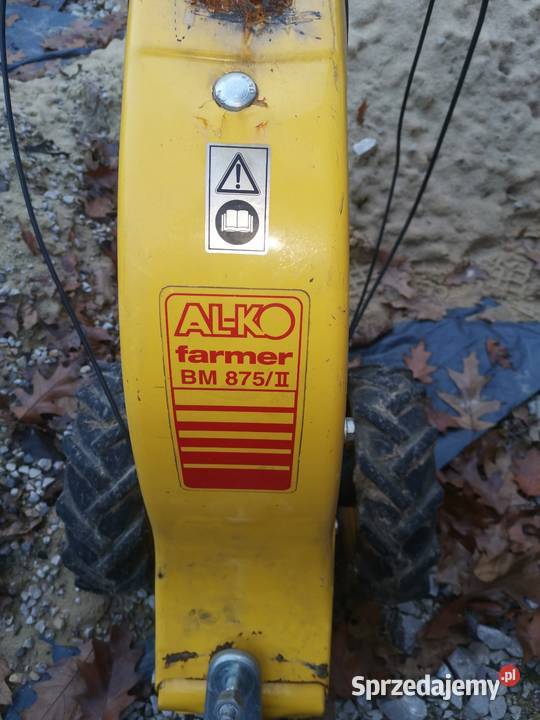 AL-KO
farmer
BM 875/II
Sprzedajemy.pl